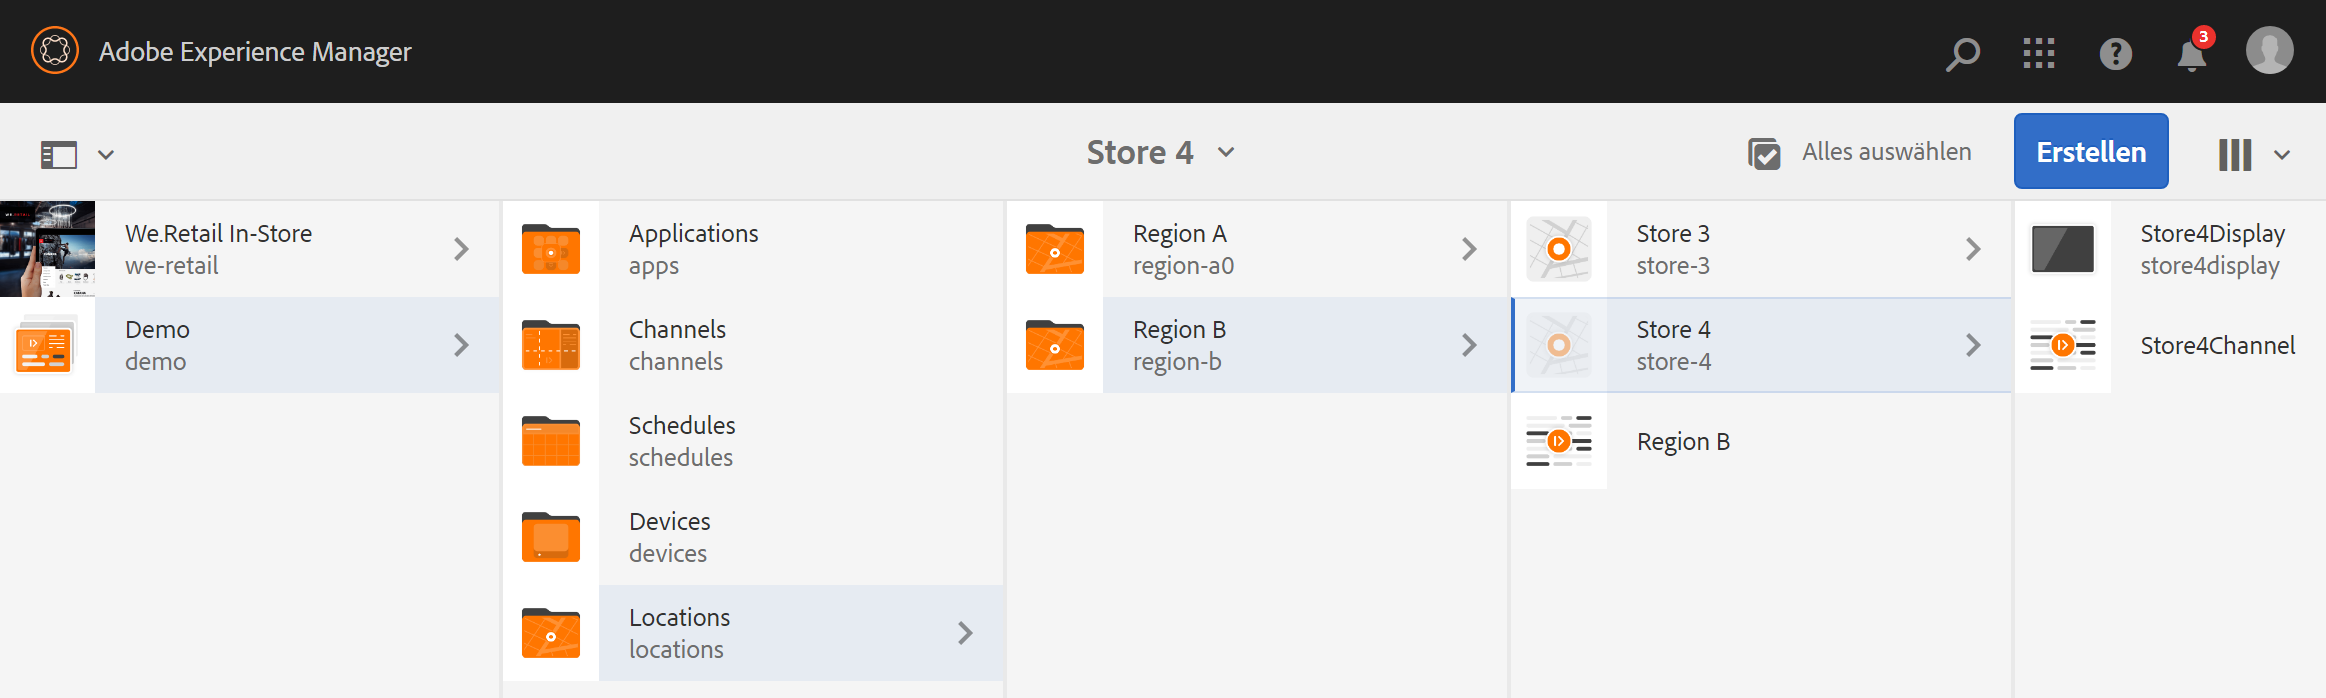 Adobe Experience Manager
3
Store 4
Alles auswählen
Erstellen
We.Retail In-Store
we-retail
Demo
demo
Applications
apps
Channels
channels
Schedules
schedules
Devices
devices
Locations
locations
Region A
region-a0
Region B
region-b
Store 3
store-3
Store 4
store-4
Region B
Store4Display
store4display
Store4Channel